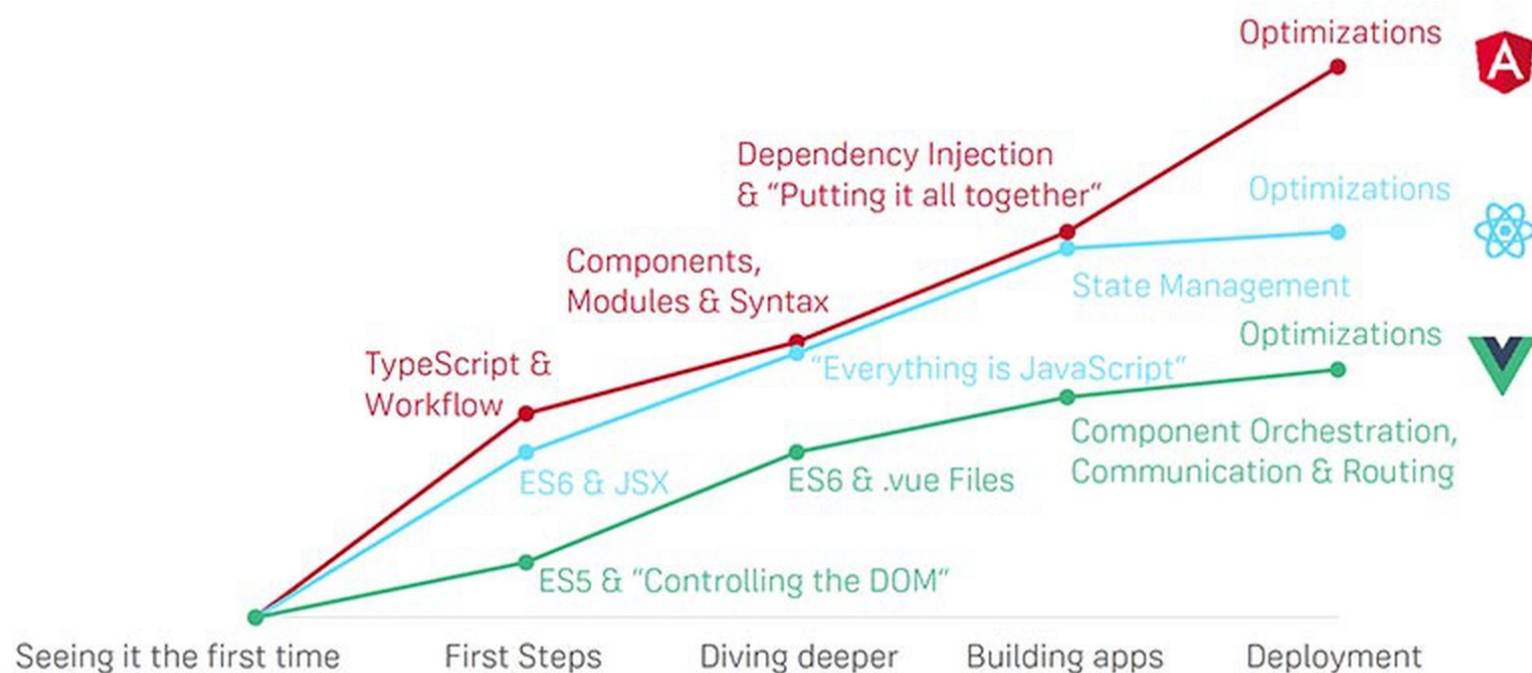 Optimizations
A
Dependency Injection
& “Putting it all together“
Optimizations
Components,
Modules & Syntax
State Management
Optimizations
TypeScript &
Workflow
“Everything is JavaScript”
Component Orchestration,
Communication & Routing
ES6 & JSX
ES6 & .vue Files
ES5 & “Controlling the DOM“
Seeing it the first time
First Steps
Diving deeper
Building apps
Deployment